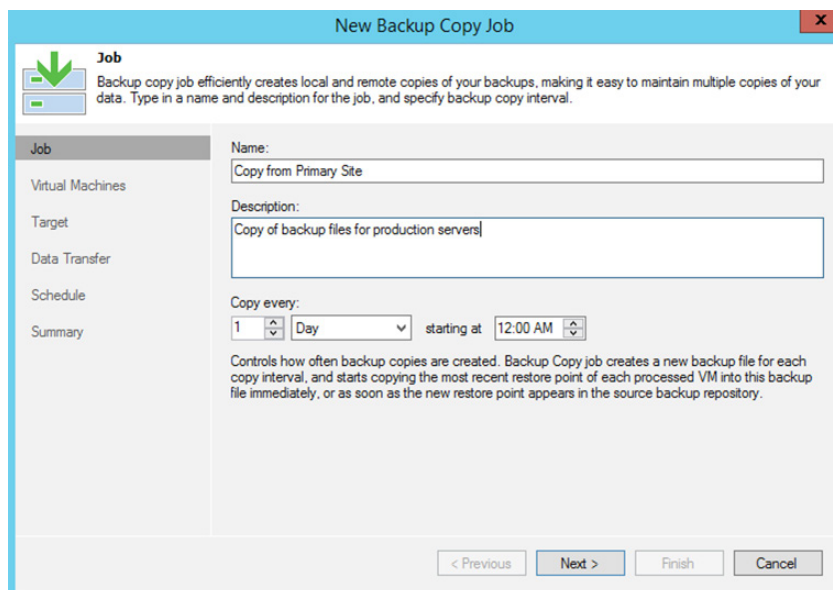 New Backup Copy Job
x
Job
Backup copy job efficiently creates local and remote copies of your backups, making it easy to maintain multiple copies of your
data. Type in a name and description for the job, and specify backup copy interval.
Job
Virtual Machines
Target
Data Transfer
Schedule
Summary
Name:
Copy from Primary Site
Description:
Copy of backup files for production servers
Copy every:
1 Day starting at 12:00 AM
Controls how often backup copies are created. Backup Copy job creates a new backup file for each
copy interval, and starts copying the most recent restore point of each processed VM into this backup
file immediately, or as soon as the new restore point appears in the source backup repository.
< Previous Next > Finish Cancel